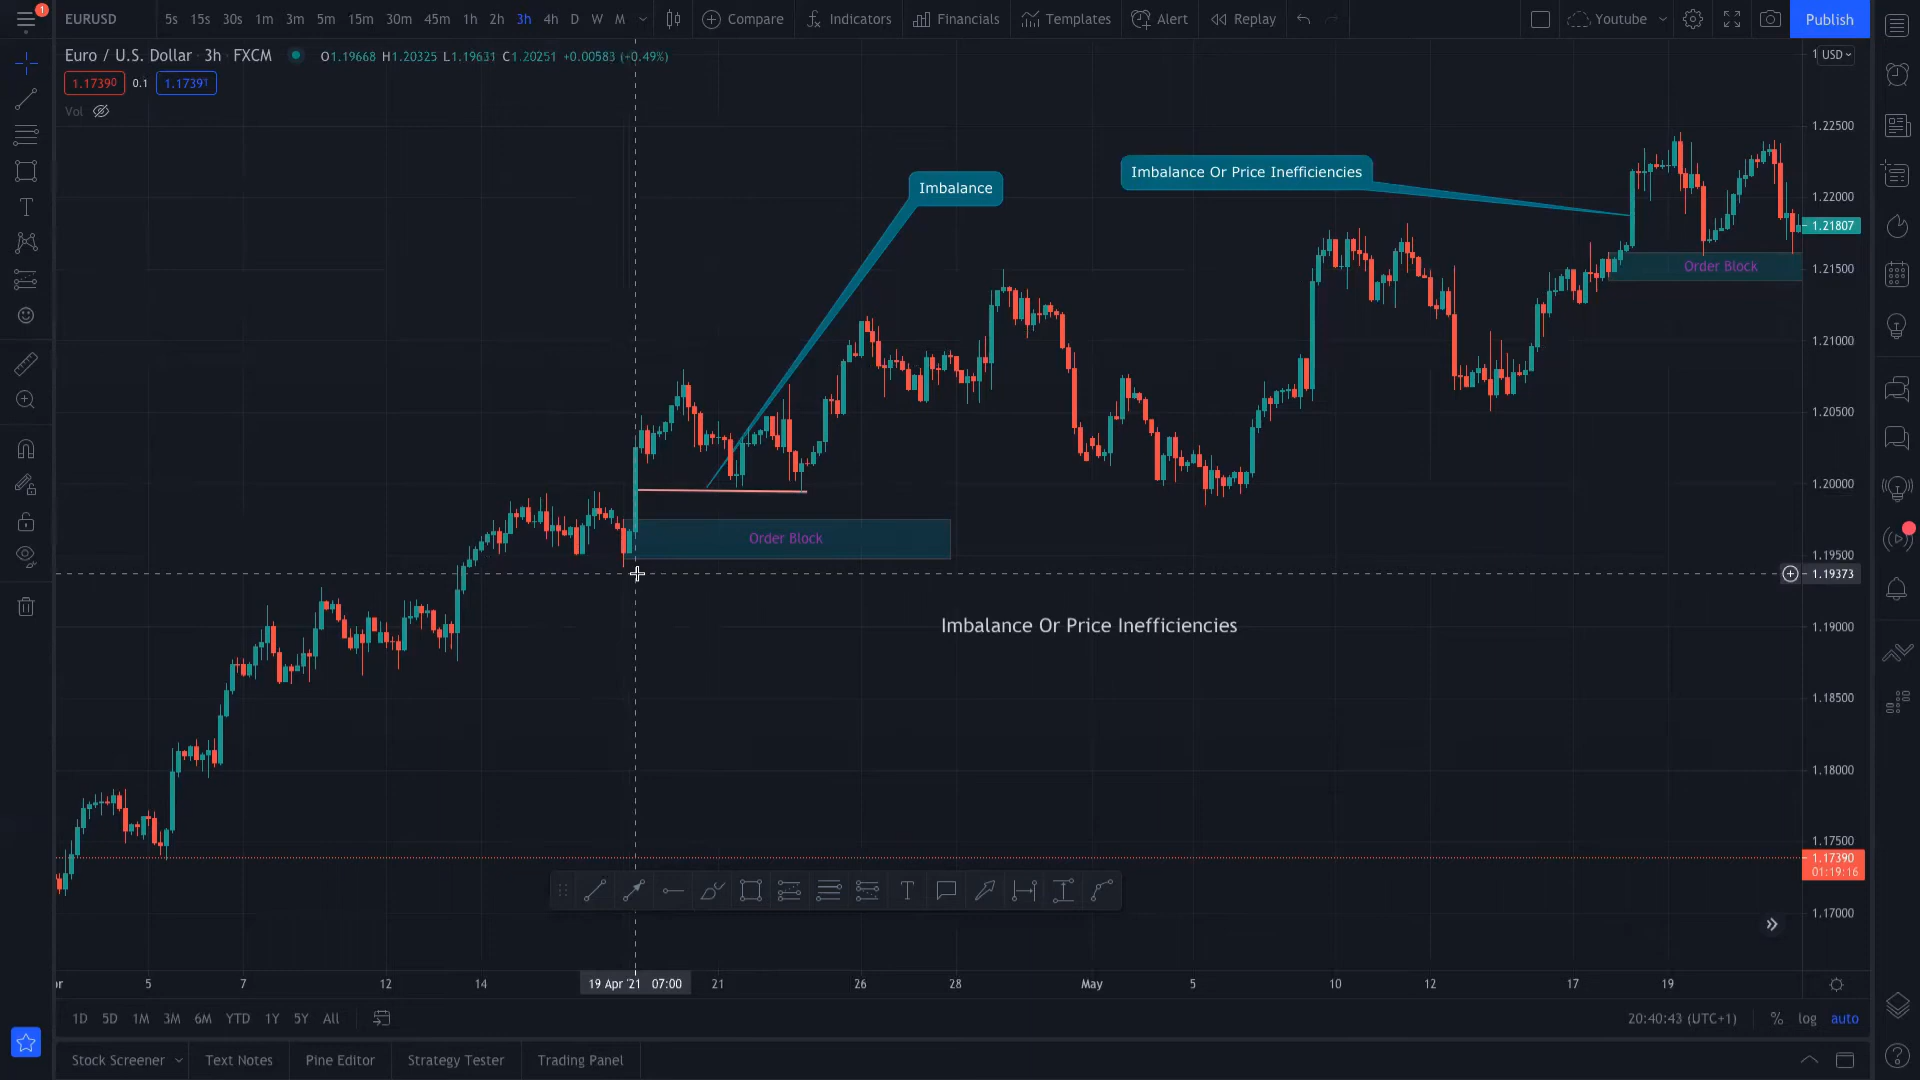 1
EURUSD 5s 15s 30s 1m 3m 5m 15m 30m 45m 1h 2h 3h 4h D W M Compare Indicators Financials Templates Alert Replay Youtube Publish
Euro / U.S. Dollar · 3h · FXCM O1.19668 H1.20325 L1.19631 C1.20251 +0.00583 (+0.49%)
1 USD
1.17390 0.1 1.17391
Vol
1.22500
Imbalance Or Price Inefficiencies
Imbalance
1.22000
1.21807
Order Block
1.21500
1.21000
1.20500
1.20000
Order Block
1.19500
1.19373
Imbalance Or Price Inefficiencies
1.19000
1.18500
1.18000
1.17500
1.17390
01:19:16
1.17000
5 7 12 14 19 Apr '21 07:00 21 26 28 May 5 10 12 17 19
1D 5D 1M 3M 6M YTD 1Y 5Y All 20:40:43 (UTC+1) % log auto
Stock Screener Text Notes Pine Editor Strategy Tester Trading Panel